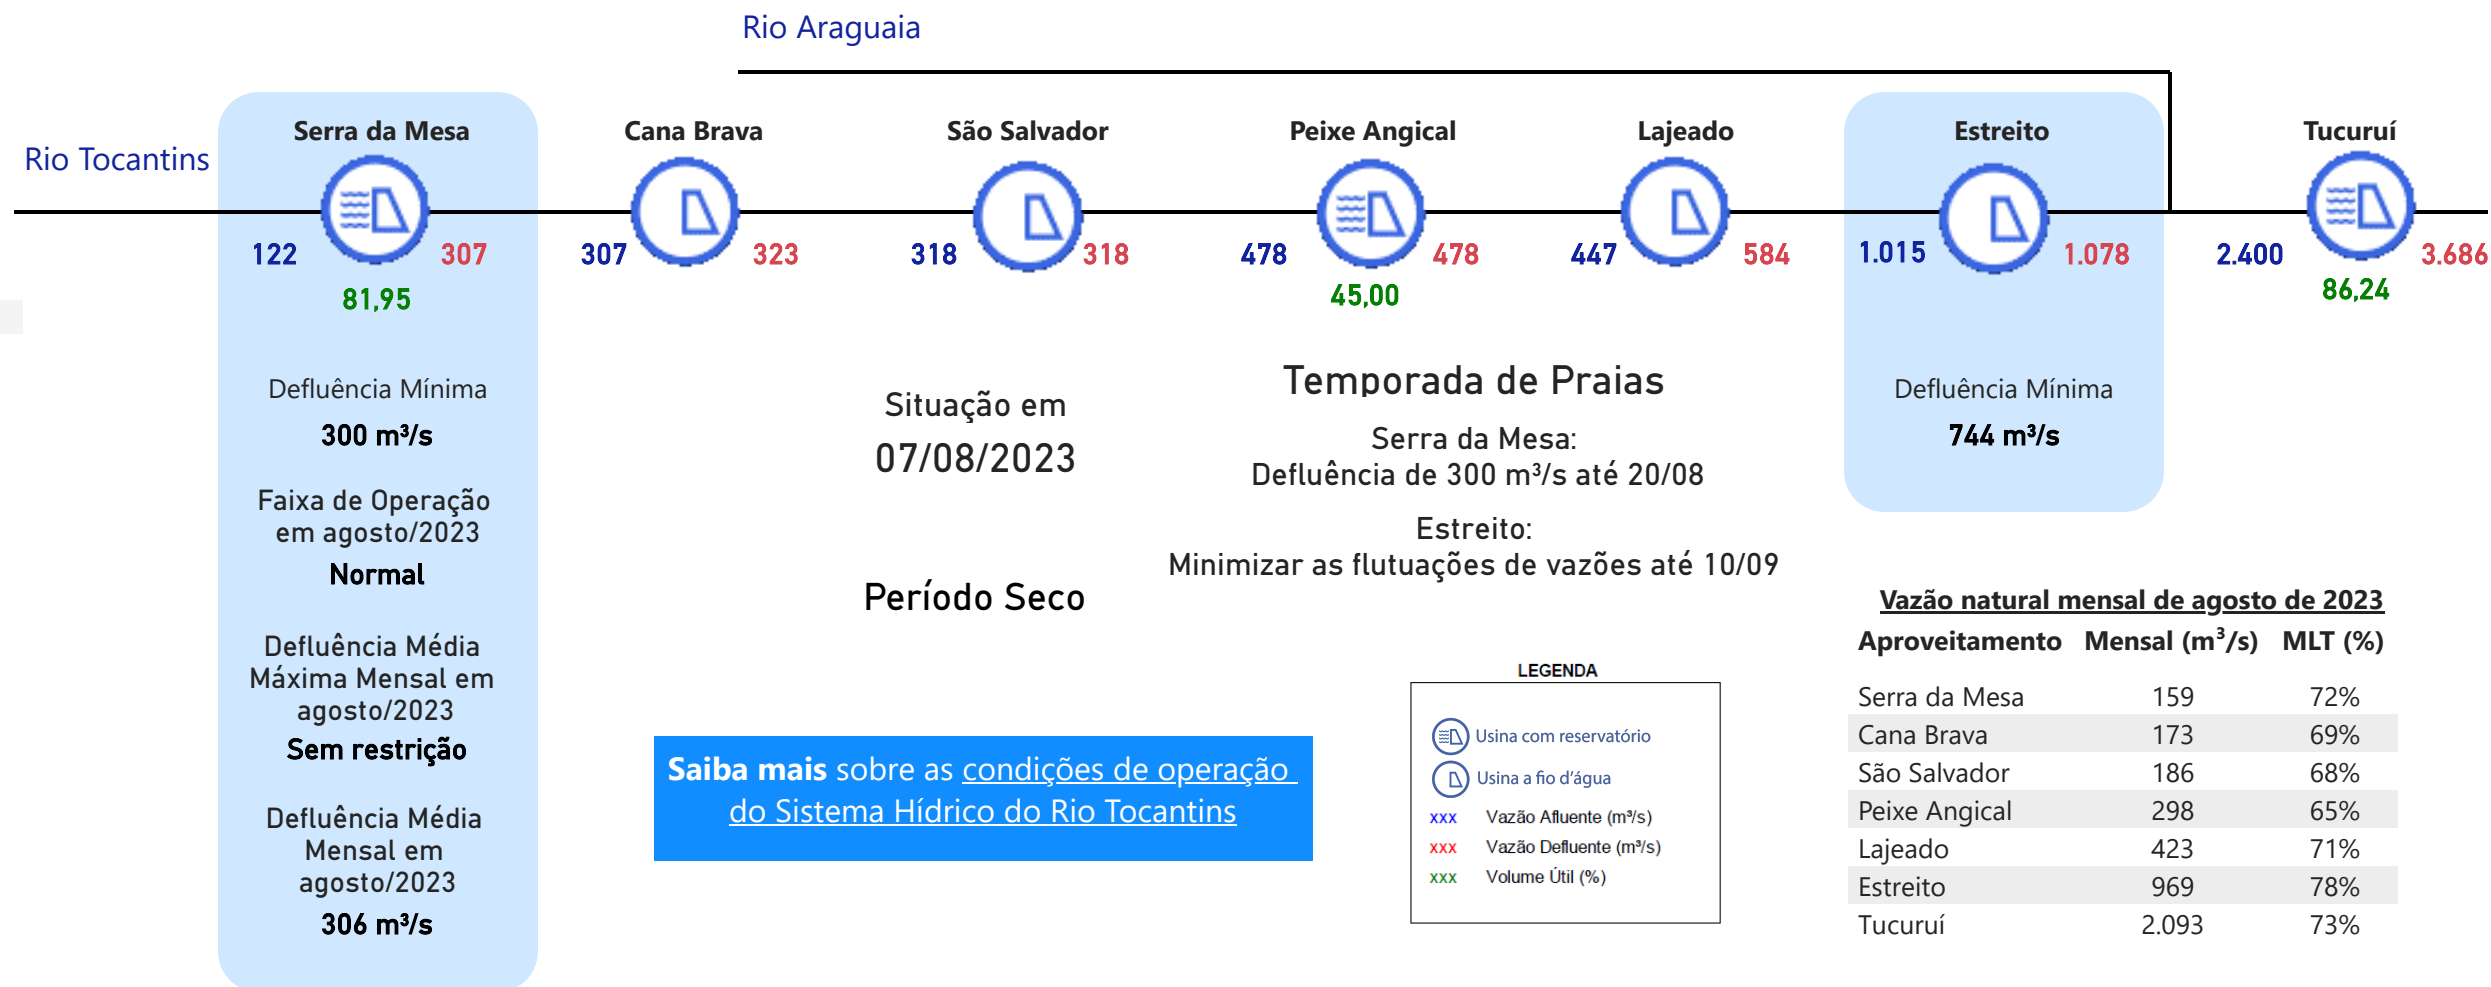 Rio Araguaia
Rio Tocantins
Serra da Mesa
122
307
81,95
Defluência Mínima
300 m³/s
Faixa de Operação
em agosto/2023
Normal
Defluência Média
Máxima Mensal em
agosto/2023
Sem restrição
Defluência Média
Mensal em
agosto/2023
306 m³/s
Cana Brava
307
323
São Salvador
318
318
Peixe Angical
478
478
45,00
Lajeado
447
584
Estreito
1.015
1.078
Defluência Mínima
744 m³/s
Tucuruí
2.400
3.686
86,24
Situação em
07/08/2023
Período Seco
Temporada de Praias
Serra da Mesa:
Defluência de 300 m³/s até 20/08
Estreito:
Minimizar as flutuações de vazões até 10/09
Saiba mais sobre as condições de operação
do Sistema Hídrico do Rio Tocantins
LEGENDA
Usina com reservatório
Usina a fio d'água
xxx Vazão Afluente (m³/s)
xxx Vazão Defluente (m³/s)
xxx Volume Útil (%)
Vazão natural mensal de agosto de 2023
Aproveitamento Mensal (m³/s) MLT (%)
Serra da Mesa 159 72%
Cana Brava 173 69%
São Salvador 186 68%
Peixe Angical 298 65%
Lajeado 423 71%
Estreito 969 78%
Tucuruí 2.093 73%